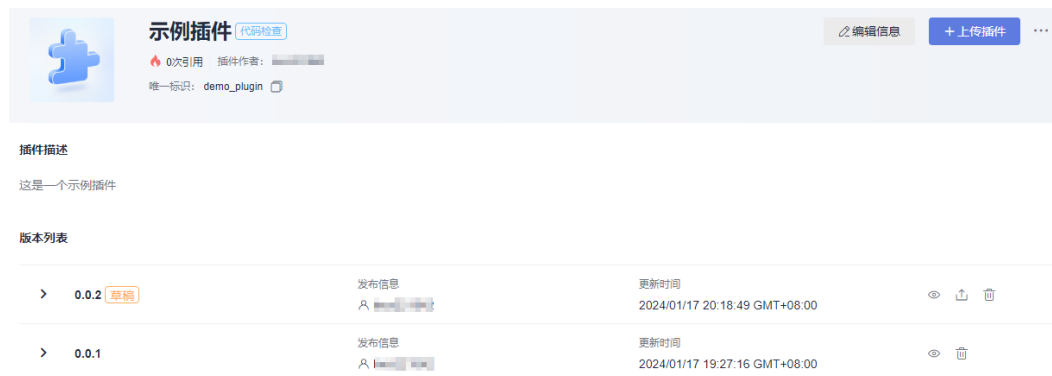 示例插件 代码检查
编辑信息 +上传插件 ...
0次引用 插件作者：
唯一标识： demo_plugin
插件描述
这是一个示例插件
版本列表
发布信息 更新时间
0.0.2 草稿
2024/01/17 20:18:49 GMT+08:00
发布信息 更新时间
0.0.1
2024/01/17 19:27:16 GMT+08:00